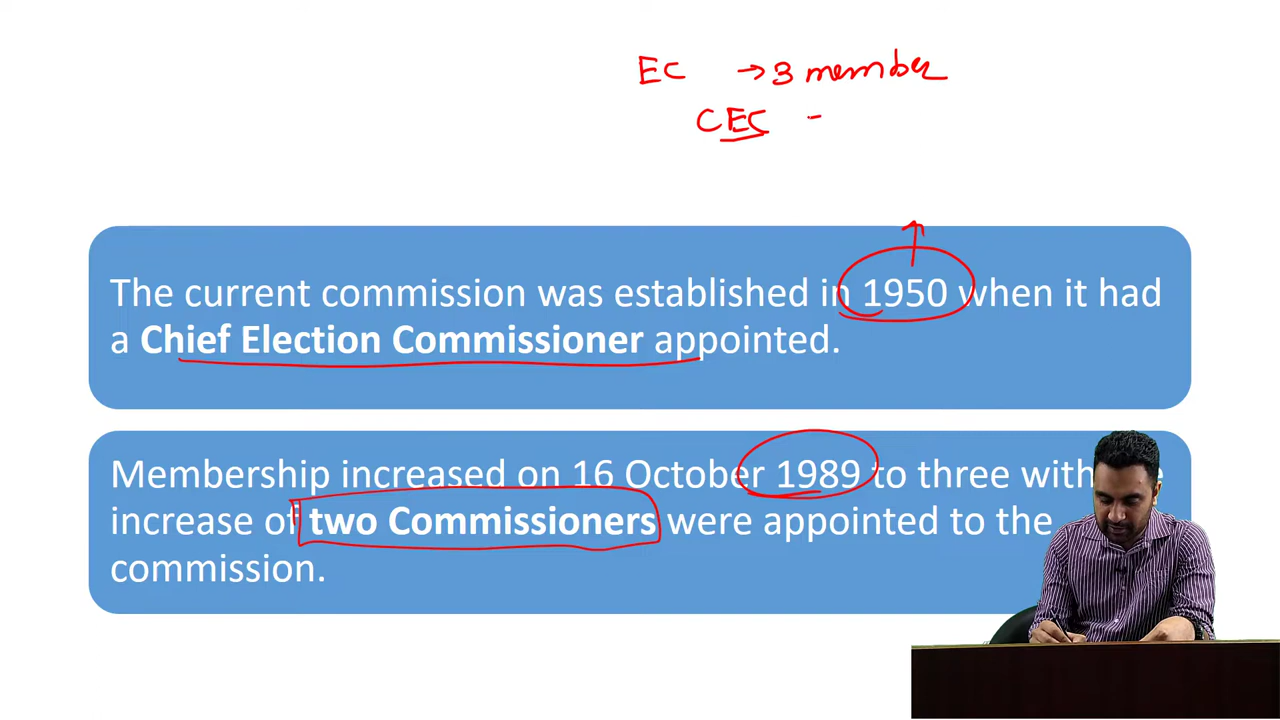 EC → 3 member
CEC -
The current commission was established in 1950 when it had
a Chief Election Commissioner appointed.
Membership increased on 16 October 1989 to three with
increase of two Commissioners were appointed to the
commission.